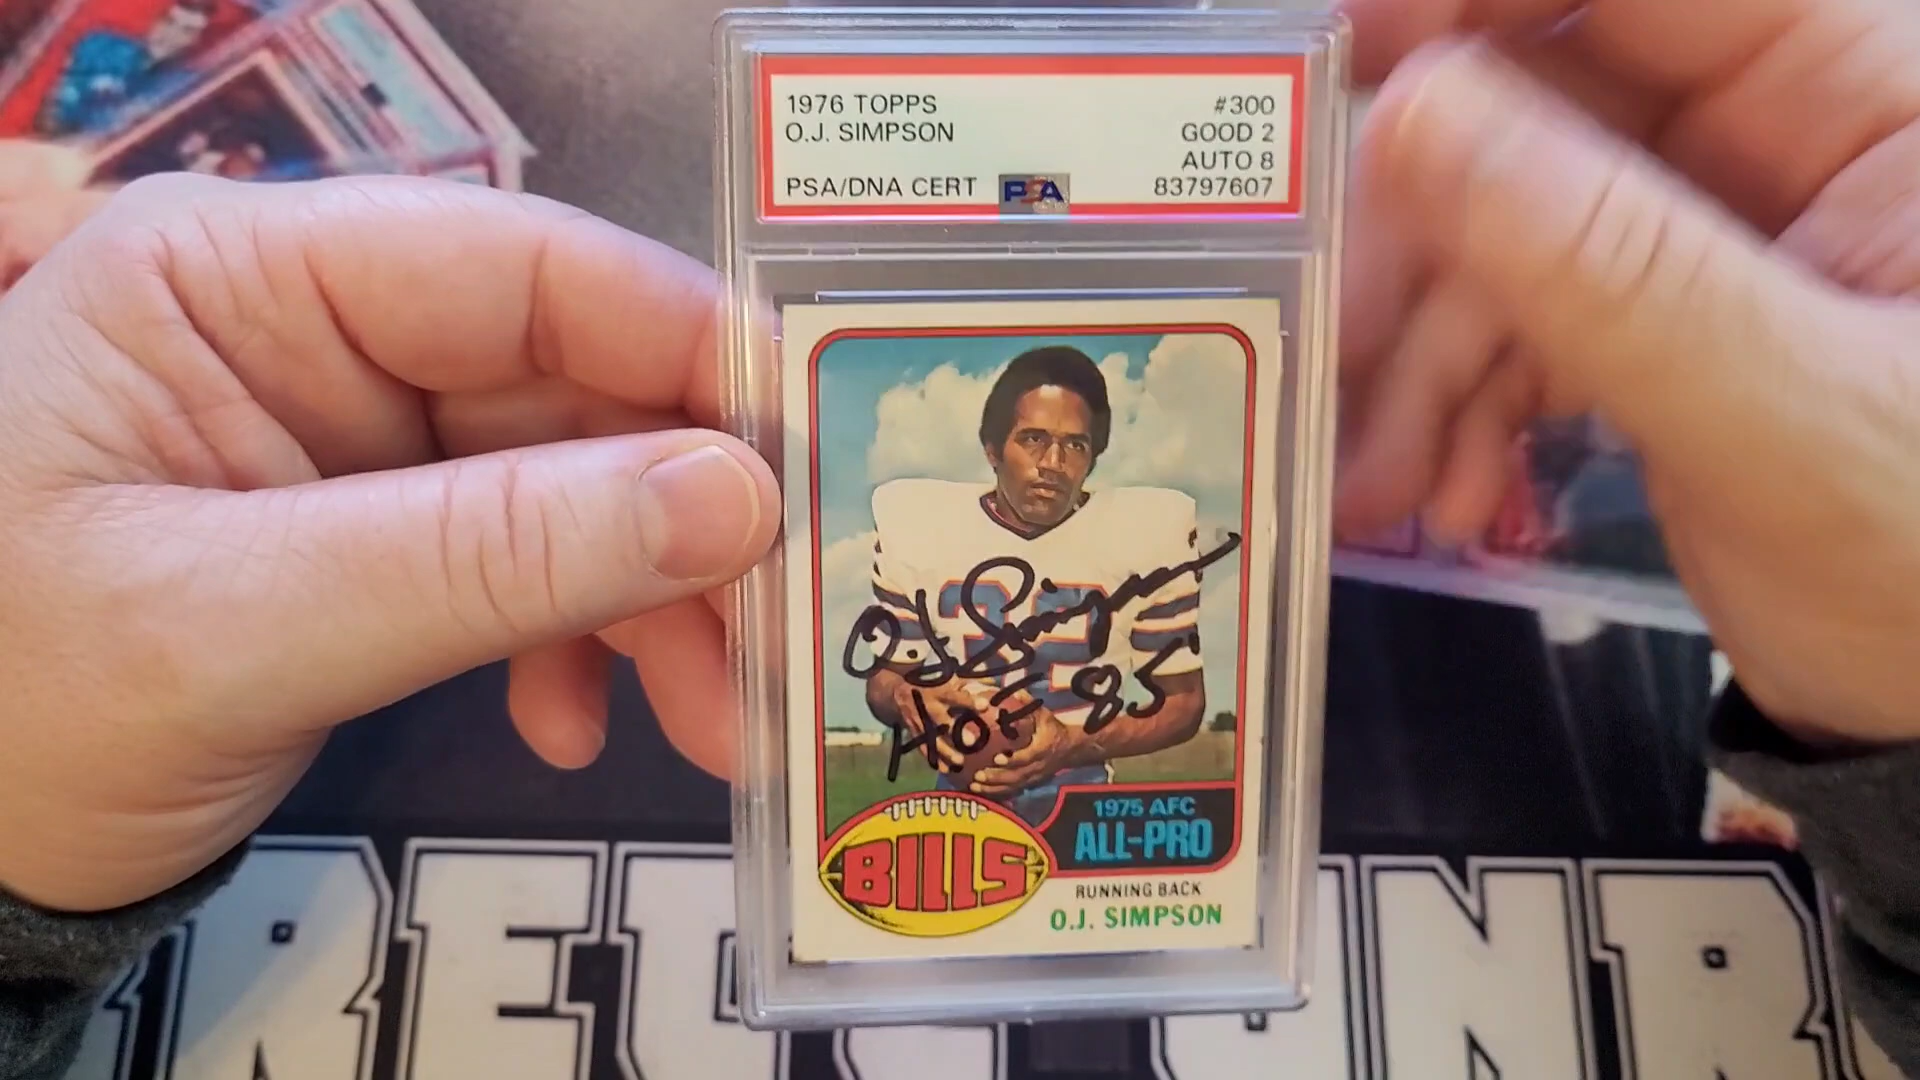 1976 TOPPS #300
O.J. SIMPSON GOOD 2
AUTO 8
PSA/DNA CERT PSA 83797607
32
O.J. Simpson
HOF 85
1975 AFC
ALL-PRO
BILLS
RUNNING BACK
O.J. SIMPSON